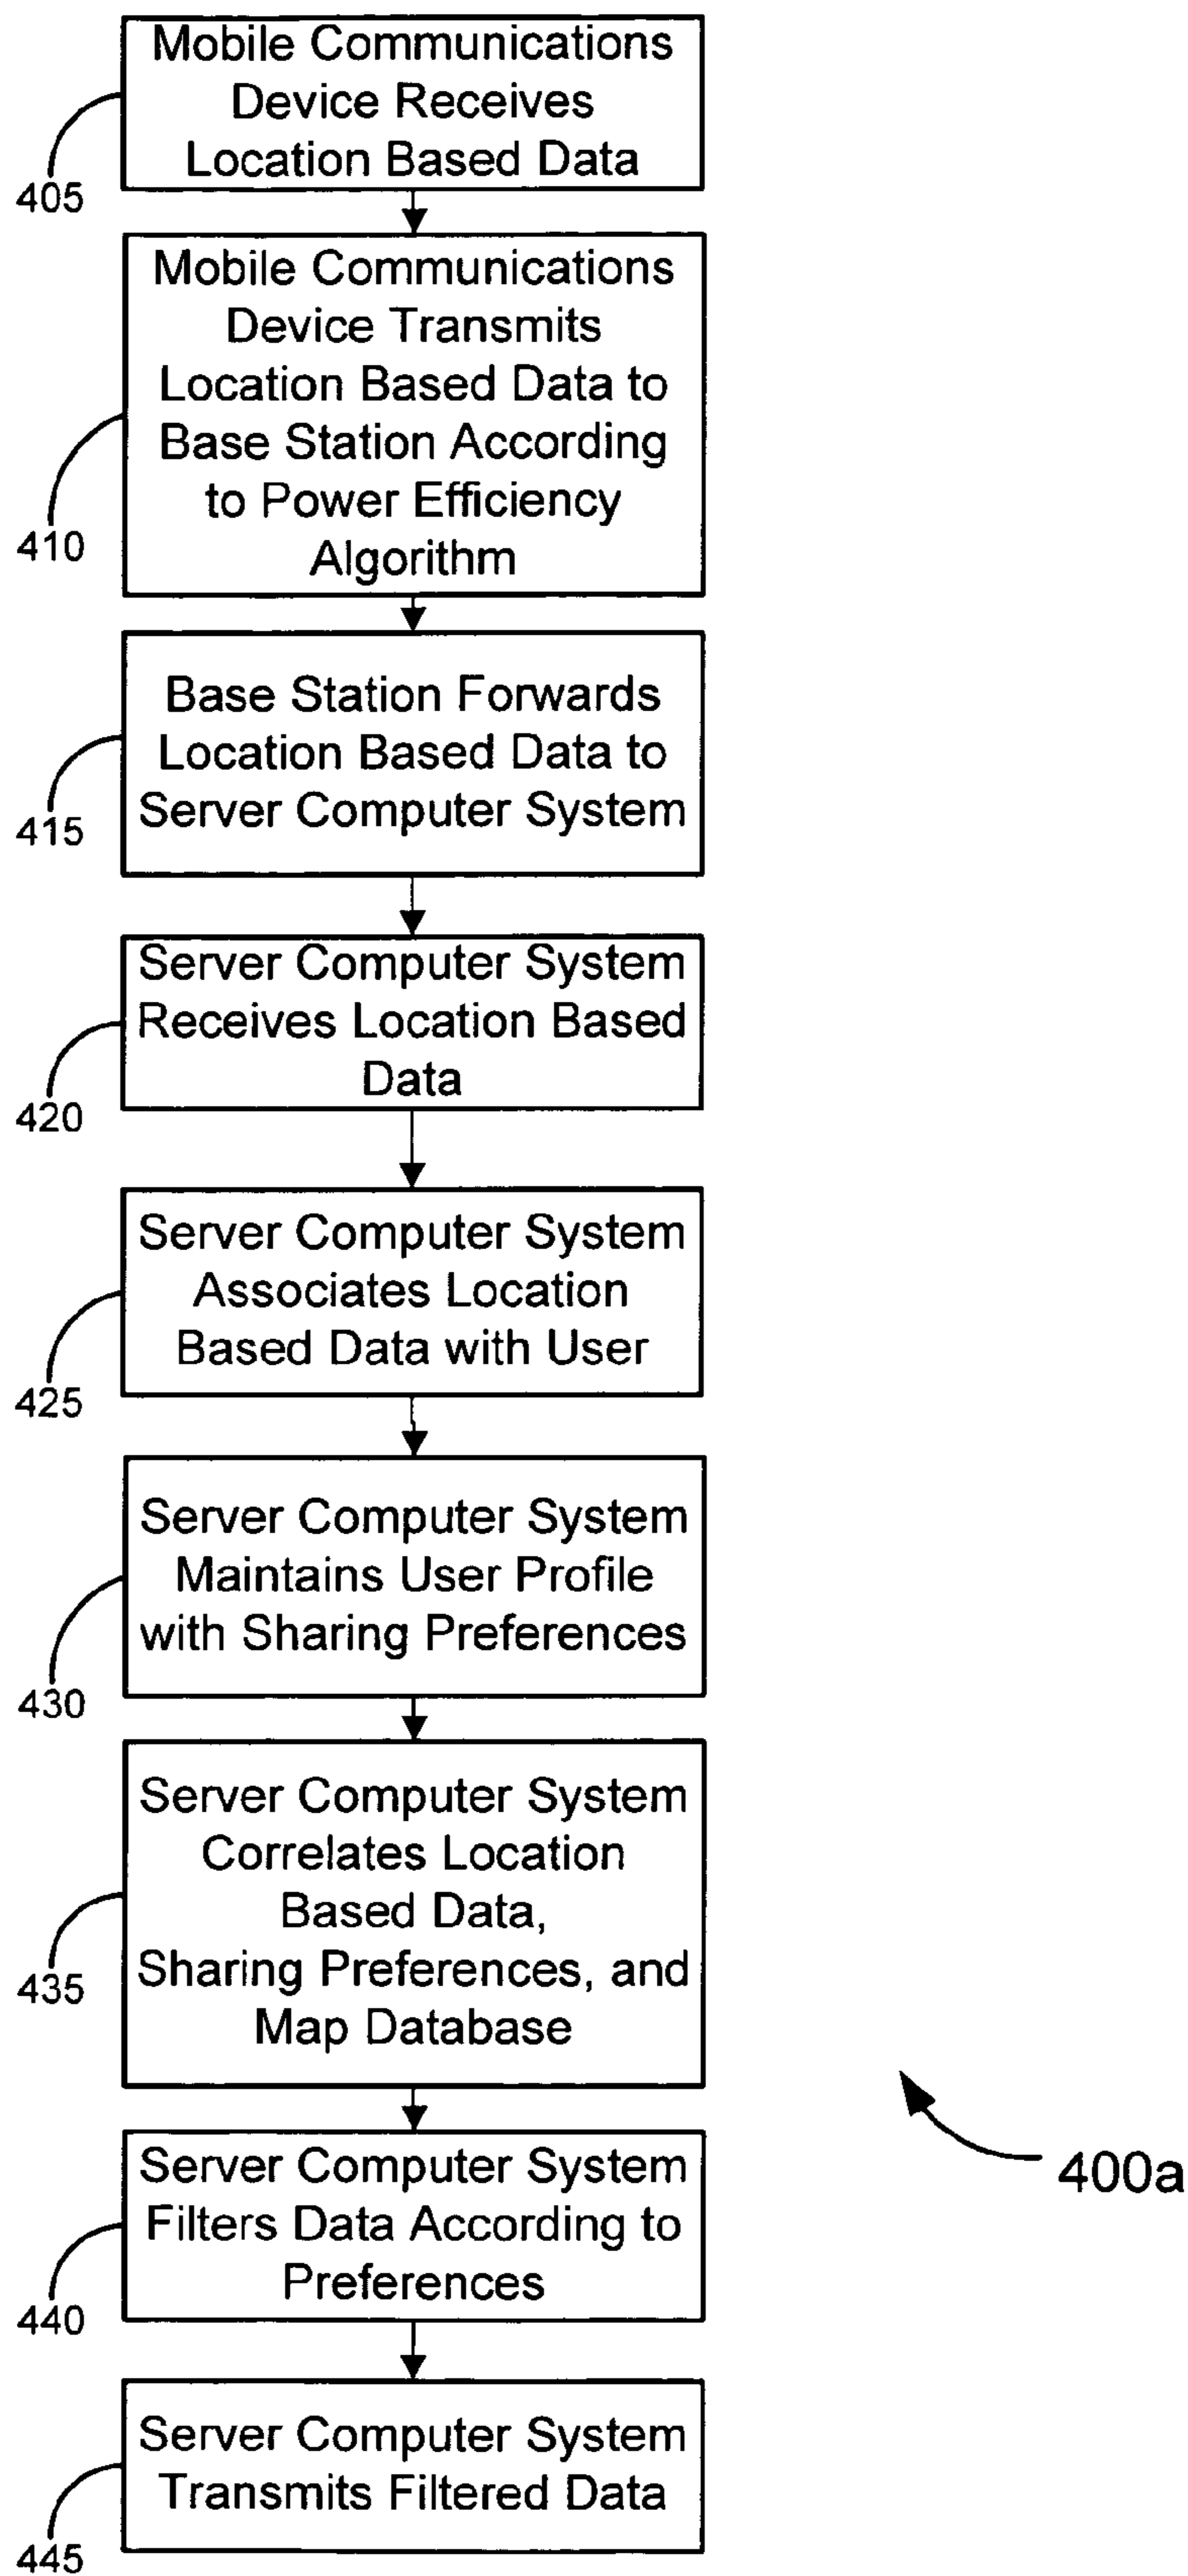 Mobile Communications
Device Receives
Location Based Data
405
Mobile Communications
Device Transmits
Location Based Data to
Base Station According
to Power Efficiency
Algorithm
410
Base Station Forwards
Location Based Data to
Server Computer System
415
Server Computer System
Receives Location Based
Data
420
Server Computer System
Associates Location
Based Data with User
425
Server Computer System
Maintains User Profile
with Sharing Preferences
430
Server Computer System
Correlates Location
Based Data,
Sharing Preferences, and
Map Database
435
400a
Server Computer System
Filters Data According to
Preferences
440
Server Computer System
Transmits Filtered Data
445